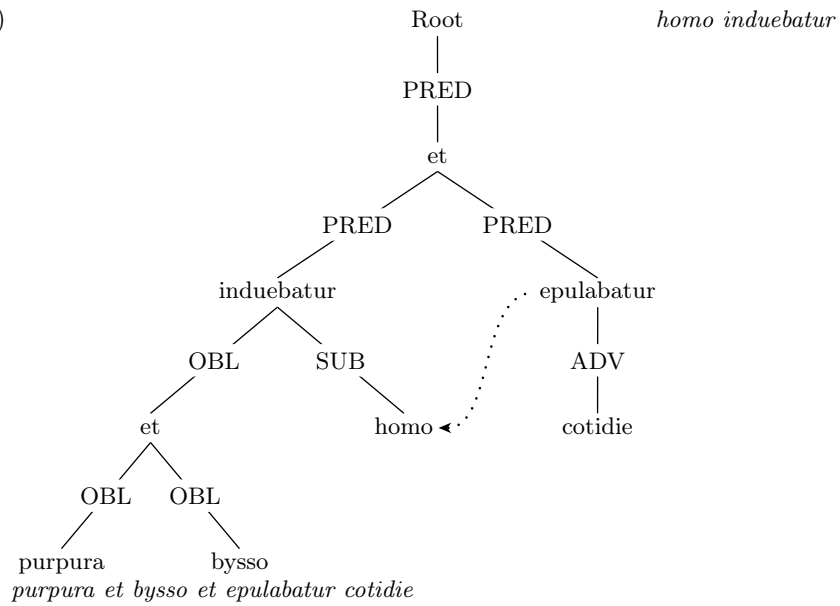 ) Root homo induebatur
PRED
et
PRED PRED
induebatur epulabatur
OBL SUB ADV
et homo cotidie
OBL OBL
purpura bysso
purpura et bysso et epulabatur cotidie